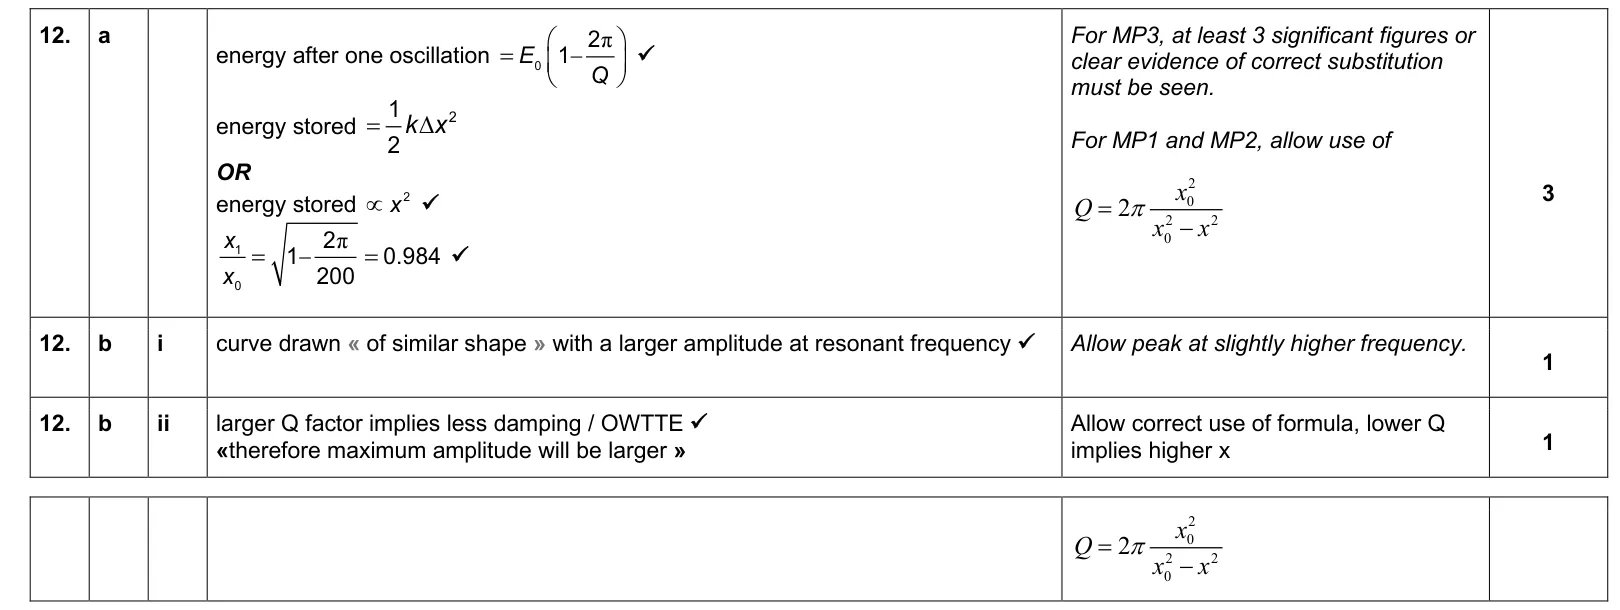 12. a
energy after one oscillation = E₀(1 − 2π/Q) ✓
energy stored = 1/2 kΔx²
OR
energy stored ∝ x² ✓
x₁/x₀ = √(1 − 2π/200) = 0.984 ✓
For MP3, at least 3 significant figures or
clear evidence of correct substitution
must be seen.
For MP1 and MP2, allow use of
Q = 2π x₀²/(x₀² − x²)
3
12. b i
curve drawn « of similar shape » with a larger amplitude at resonant frequency ✓
Allow peak at slightly higher frequency.
1
12. b ii
larger Q factor implies less damping / OWTTE ✓
«therefore maximum amplitude will be larger »
Allow correct use of formula, lower Q
implies higher x
1
Q = 2π x₀²/(x₀² − x²)